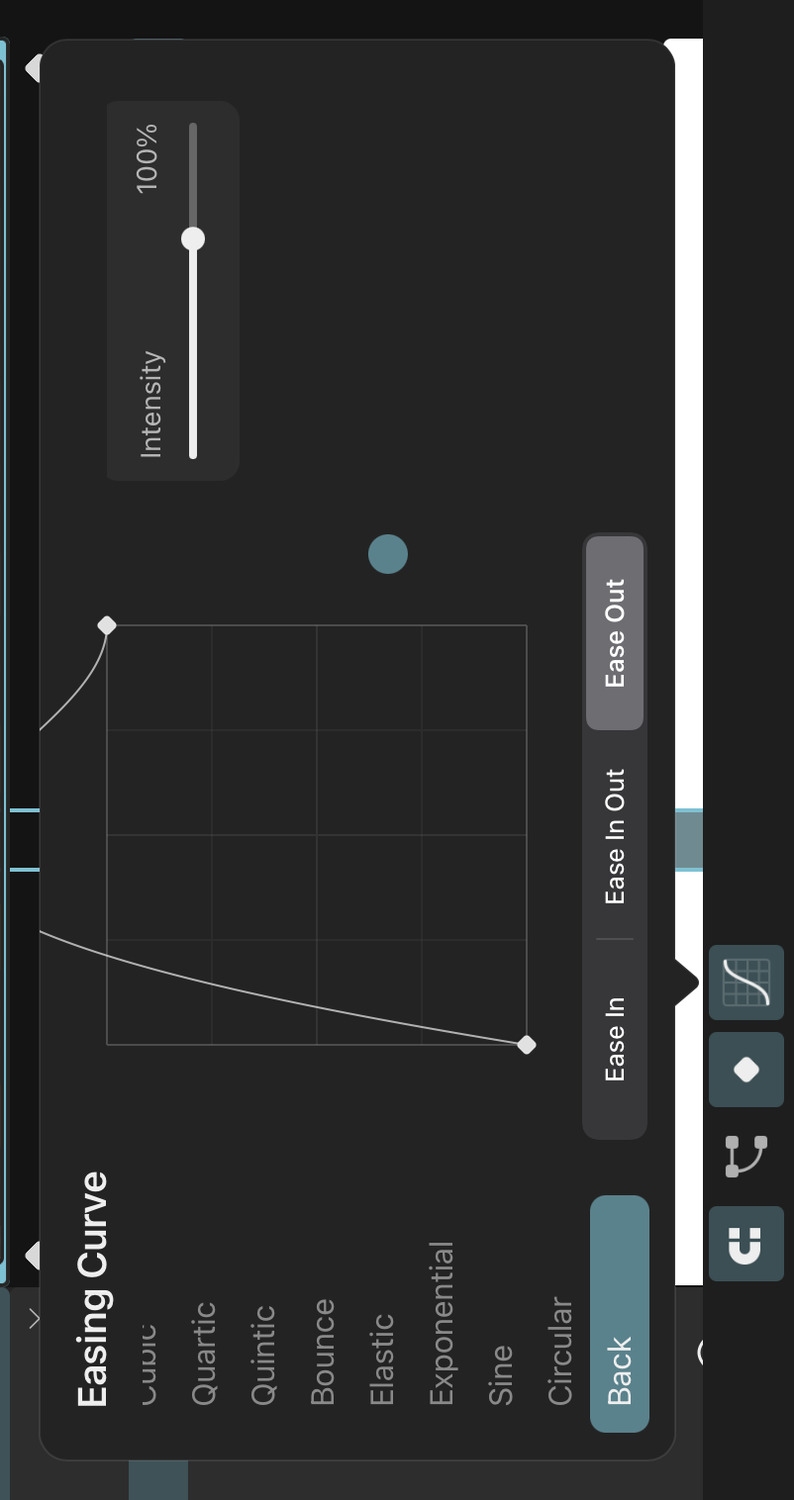 Easing Curve
Cubic
Quartic
Quintic
Bounce
Elastic
Exponential
Sine
Circular
Back
Intensity 100%
Ease In Ease In Out Ease Out